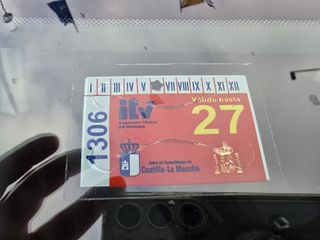 I II III IV V VII VIII IX X XI XII
1306
itv
Inspección Técnica
de Vehículos
Válido hasta
27
Junta de Comunidades de
Castilla-La Mancha